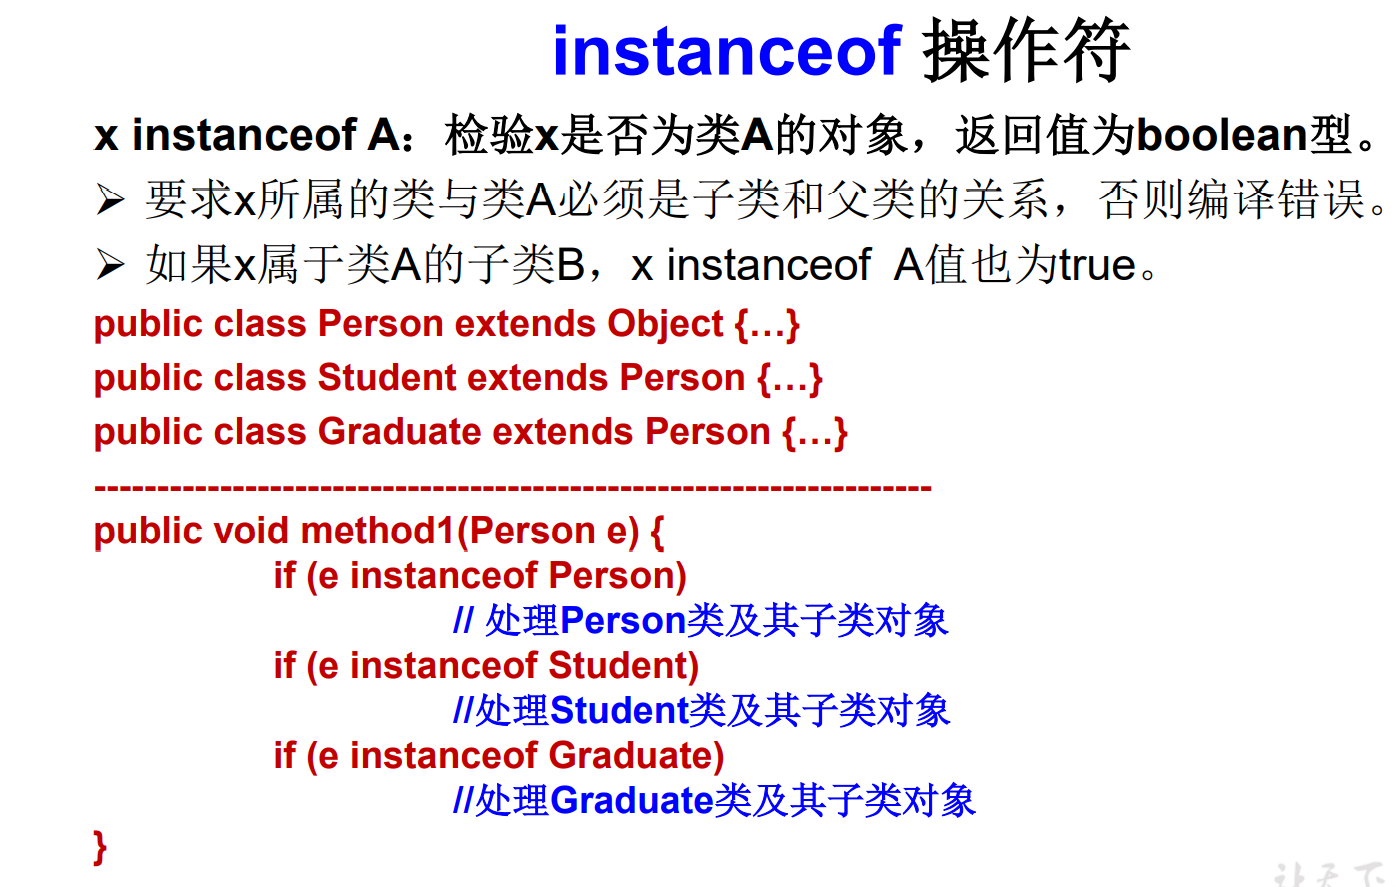 instanceof 操作符
x instanceof A：检验x是否为类A的对象，返回值为boolean型。
➢ 要求x所属的类与类A必须是子类和父类的关系，否则编译错误。
➢ 如果x属于类A的子类B，x instanceof  A值也为true。
public class Person extends Object {…}
public class Student extends Person {…}
public class Graduate extends Person {…}
-------------------------------------------------------------------
public void method1(Person e) {
if (e instanceof Person)
// 处理Person类及其子类对象
if (e instanceof Student)
//处理Student类及其子类对象
if (e instanceof Graduate)
//处理Graduate类及其子类对象
}
让天下